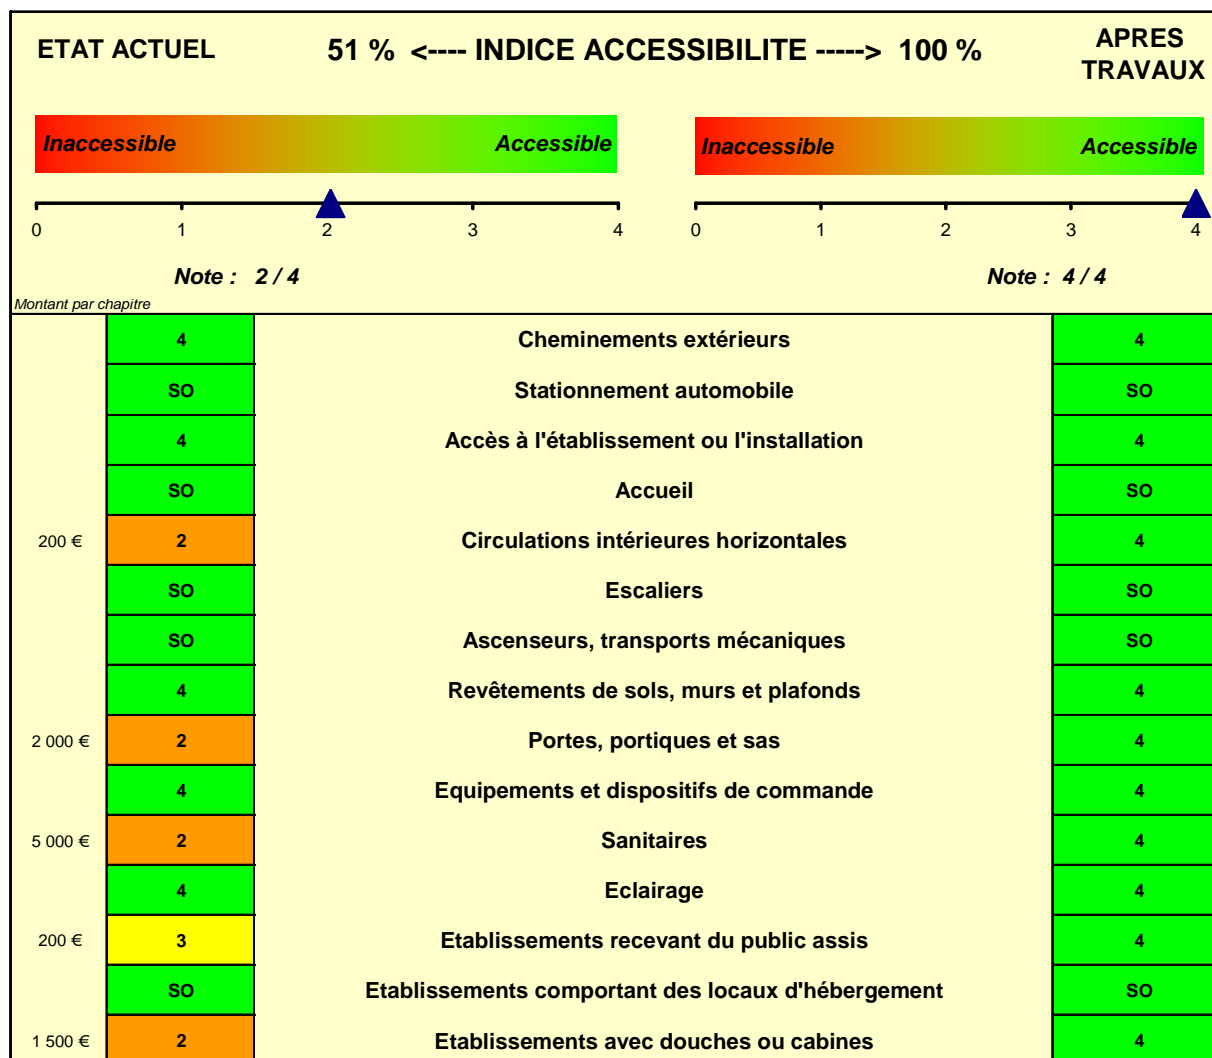 ETAT ACTUEL 51 % <---- INDICE ACCESSIBILITE -----> 100 % APRES TRAVAUX
Inaccessible Accessible Inaccessible Accessible
0 1 2 3 4 0 1 2 3 4
Note : 2 / 4 Note : 4 / 4
Montant par chapitre
4 Cheminements extérieurs 4
SO Stationnement automobile SO
4 Accès à l'établissement ou l'installation 4
SO Accueil SO
200 € 2 Circulations intérieures horizontales 4
SO Escaliers SO
SO Ascenseurs, transports mécaniques SO
4 Revêtements de sols, murs et plafonds 4
2 000 € 2 Portes, portiques et sas 4
4 Equipements et dispositifs de commande 4
5 000 € 2 Sanitaires 4
4 Eclairage 4
200 € 3 Etablissements recevant du public assis 4
SO Etablissements comportant des locaux d'hébergement SO
1 500 € 2 Etablissements avec douches ou cabines 4